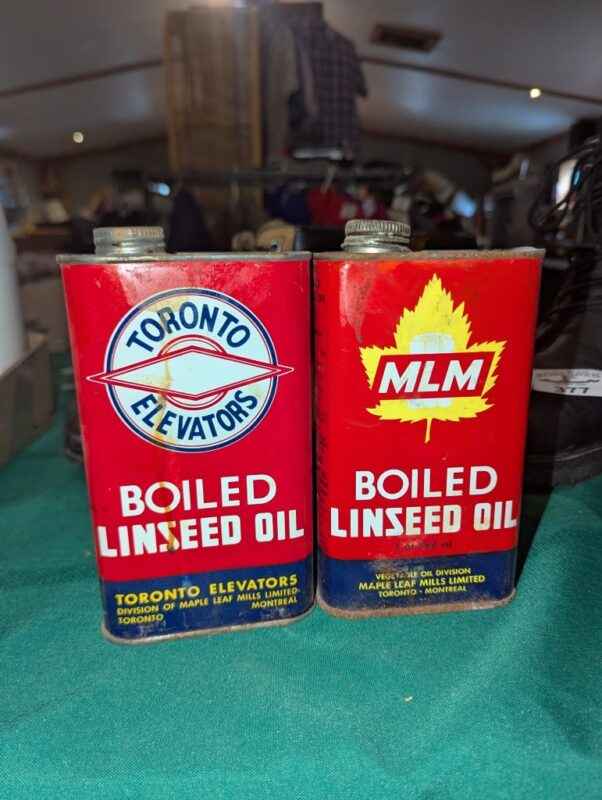 TORONTO
ELEVATORS
BOILED
LINSEED OIL
TORONTO ELEVATORS
DIVISION OF MAPLE LEAF MILLS LIMITED
TORONTO MONTREAL
MLM
BOILED
LINSEED OIL
VEGETABLE OIL DIVISION
MAPLE LEAF MILLS LIMITED
TORONTO - MONTREAL
377